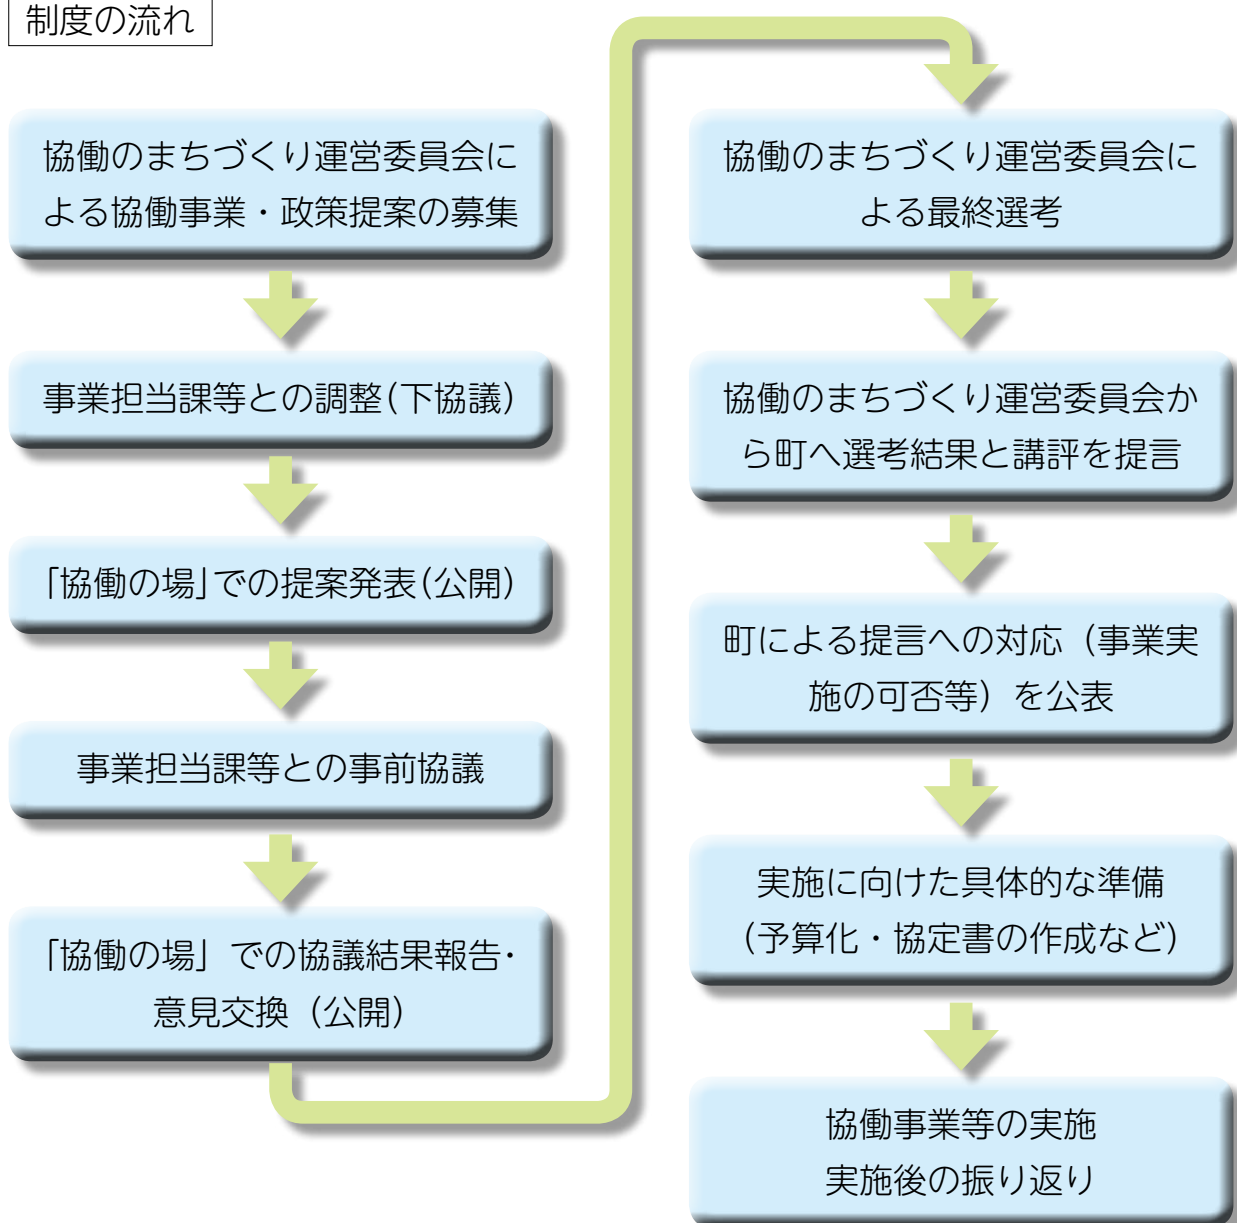 制度の流れ
協働のまちづくり運営委員会に
よる協働事業・政策提案の募集
事業担当課等との調整(下協議)
「協働の場」での提案発表(公開)
事業担当課等との事前協議
「協働の場」での協議結果報告・
意見交換(公開)
協働のまちづくり運営委員会に
よる最終選考
協働のまちづくり運営委員会か
ら町へ選考結果と講評を提言
町による提言への対応(事業実
施の可否等)を公表
実施に向けた具体的な準備
(予算化・協定書の作成など)
協働事業等の実施
実施後の振り返り